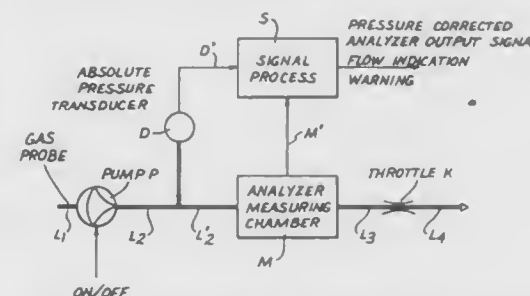 S
PRESSURE CORRECTED
ANALYZER OUTPUT SIGNAL
FLOW INDICATION
WARNING
D'
SIGNAL
PROCESS
ABSOLUTE
PRESSURE
TRANSDUCER
D
M'
GAS
PROBE
PUMP P
THROTTLE K
ANALYZER
MEASURING
CHAMBER
L1
L2
L'2
L3
L4
M
ON/OFF